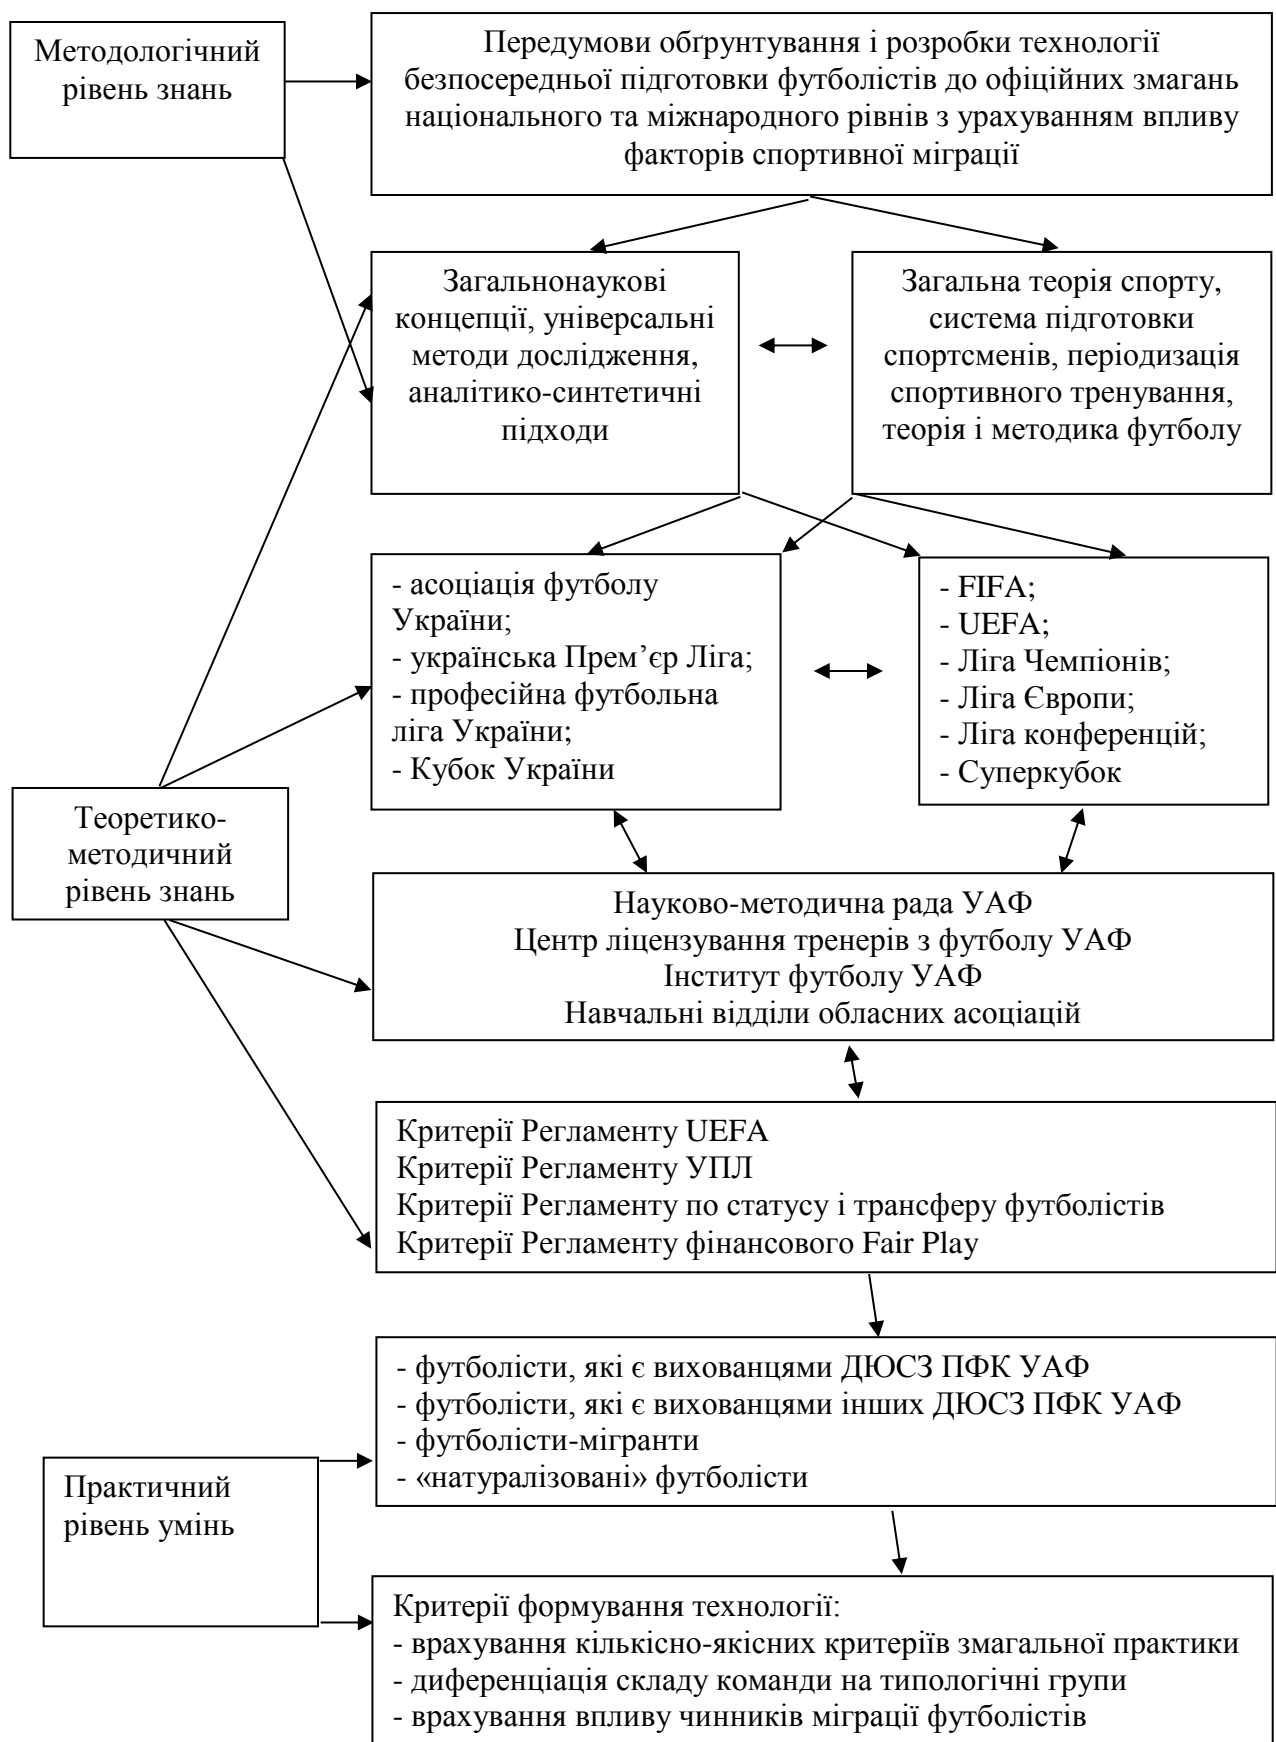 Методологічний
рівень знань
Передумови обґрунтування і розробки технології
безпосередньої підготовки футболістів до офіційних змагань
національного та міжнародного рівнів з урахуванням впливу
факторів спортивної міграції
Загальнонаукові
концепції, універсальні
методи дослідження,
аналітико-синтетичні
підходи
Загальна теорія спорту,
система підготовки
спортсменів, періодизація
спортивного тренування,
теорія і методика футболу
- асоціація футболу
України;
- українська Прем’єр Ліга;
- професійна футбольна
ліга України;
- Кубок України
- FIFA;
- UEFA;
- Ліга Чемпіонів;
- Ліга Європи;
- Ліга конференцій;
- Суперкубок
Теоретико-
методичний
рівень знань
Науково-методична рада УАФ
Центр ліцензування тренерів з футболу УАФ
Інститут футболу УАФ
Навчальні відділи обласних асоціацій
Критерії Регламенту UEFA
Критерії Регламенту УПЛ
Критерії Регламенту по статусу і трансферу футболістів
Критерії Регламенту фінансового Fair Play
- футболісти, які є вихованцями ДЮСЗ ПФК УАФ
- футболісти, які є вихованцями інших ДЮСЗ ПФК УАФ
- футболісти-мігранти
- «натуралізовані» футболісти
Практичний
рівень умінь
Критерії формування технології:
- врахування кількісно-якісних критеріїв змагальної практики
- диференціація складу команди на типологічні групи
- врахування впливу чинників міграції футболістів